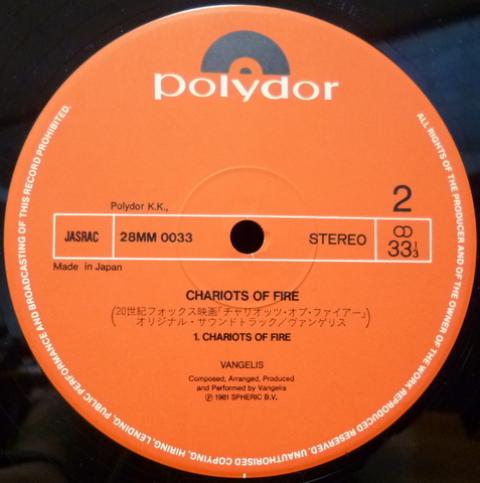 polydor
Polydor K.K.,
2
JASRAC
28MM 0033
STEREO
33 1/3
Made in Japan
CHARIOTS OF FIRE
(20世紀フォックス映画「チャリオッツ・オブ・ファイアー」
オリジナル・サウンドトラック/ヴァンゲリス)
1. CHARIOTS OF FIRE
VANGELIS
Composed, Arranged, Produced
and Performed by Vangelis
Ⓟ 1981 SPHERIC B.V.
ALL RIGHTS OF THE PRODUCER AND OF THE OWNER OF THE WORK REPRODUCED RESERVED. UNAUTHORISED COPYING, HIRING, LENDING, PUBLIC PERFORMANCE AND BROADCASTING OF THIS RECORD PROHIBITED.